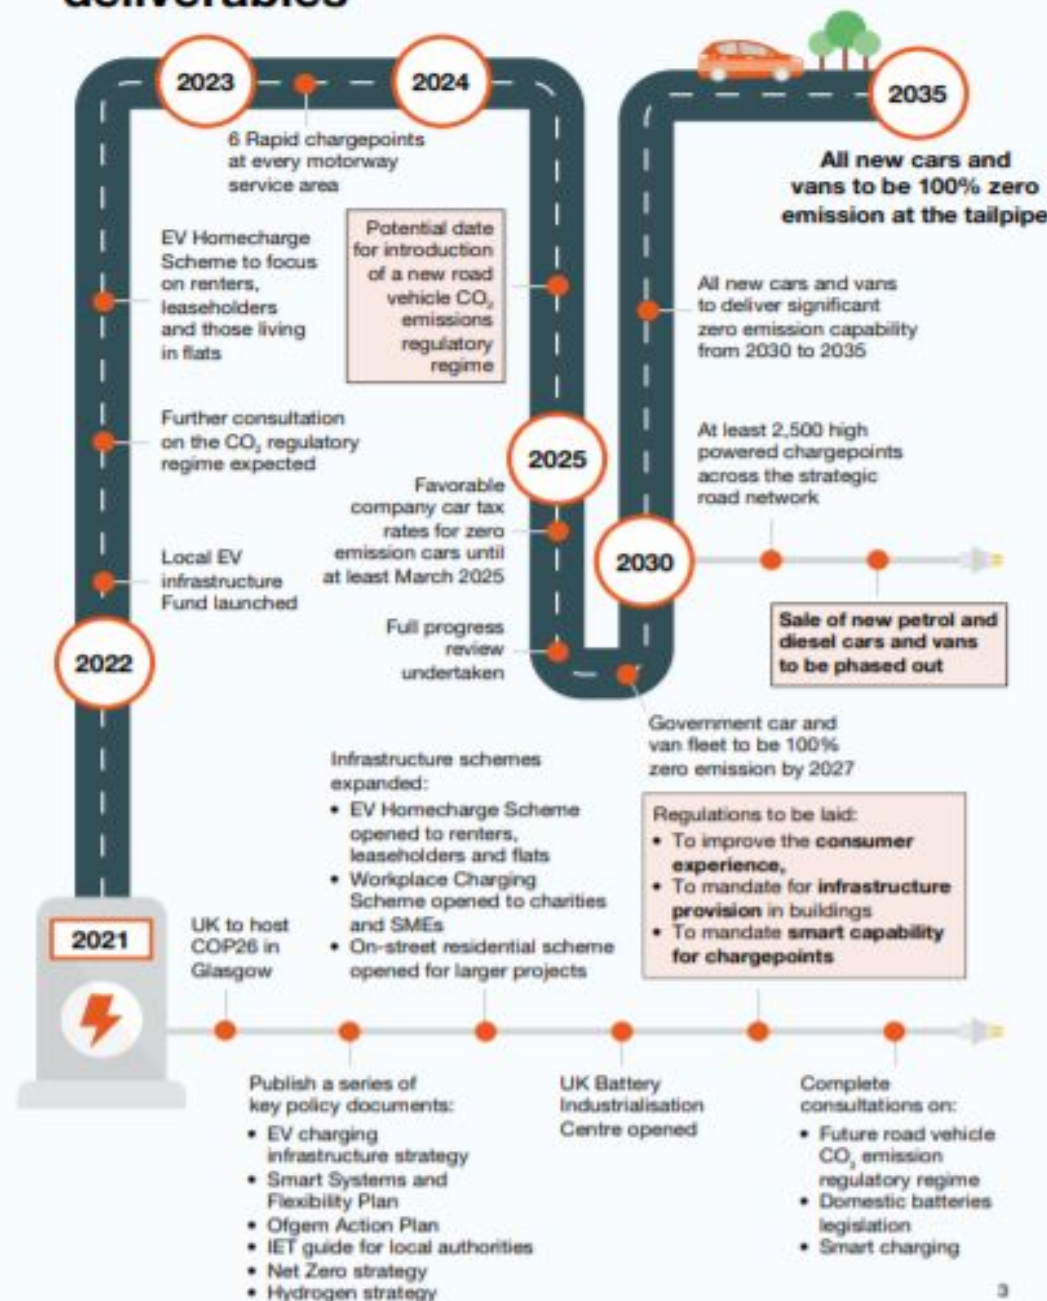 deliverables
2023
2024
2035
6 Rapid chargepoints
at every motorway
service area
All new cars and
vans to be 100% zero
emission at the tailpipe
EV Homecharge
Scheme to focus
on renters,
leaseholders
and those living
in flats
Potential date
for introduction
of a new road
vehicle CO₂
emissions
regulatory
regime
All new cars and vans
to deliver significant
zero emission capability
from 2030 to 2035
Further consultation
on the CO₂ regulatory
regime expected
2025
At least 2,500 high
powered chargepoints
across the strategic
road network
Favorable
company car tax
rates for zero
emission cars until
at least March 2025
2030
Local EV
infrastructure
Fund launched
Sale of new petrol and
diesel cars and vans
to be phased out
Full progress
review
undertaken
2022
Government car and
van fleet to be 100%
zero emission by 2027
Infrastructure schemes
expanded:
• EV Homecharge Scheme
opened to renters,
leaseholders and flats
• Workplace Charging
Scheme opened to charities
and SMEs
• On-street residential scheme
opened for larger projects
Regulations to be laid:
• To improve the consumer
experience,
• To mandate for infrastructure
provision in buildings
• To mandate smart capability
for chargepoints
2021
UK to host
COP26 in
Glasgow
Publish a series of
key policy documents:
• EV charging
infrastructure strategy
• Smart Systems and
Flexibility Plan
• Ofgem Action Plan
• IET guide for local authorities
• Net Zero strategy
• Hydrogen strategy
UK Battery
Industrialisation
Centre opened
Complete
consultations on:
• Future road vehicle
CO₂ emission
regulatory regime
• Domestic batteries
legislation
• Smart charging
3